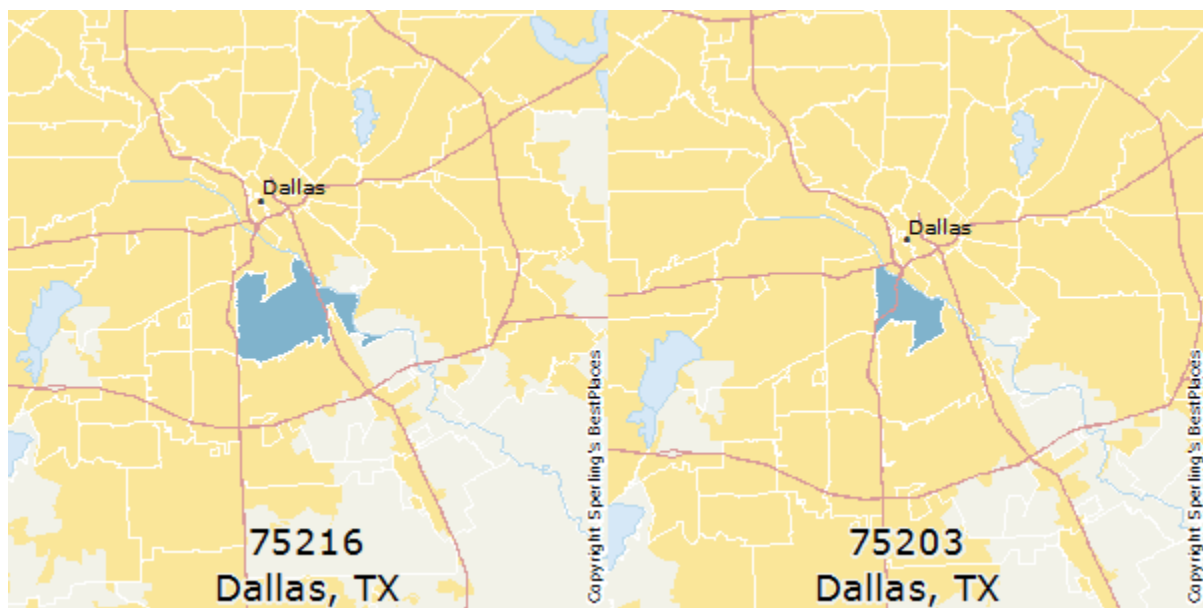 Dallas
75216
Dallas, TX
Copyright Sperling's BestPlaces
Dallas
75203
Dallas, TX
Copyright Sperling's BestPlaces